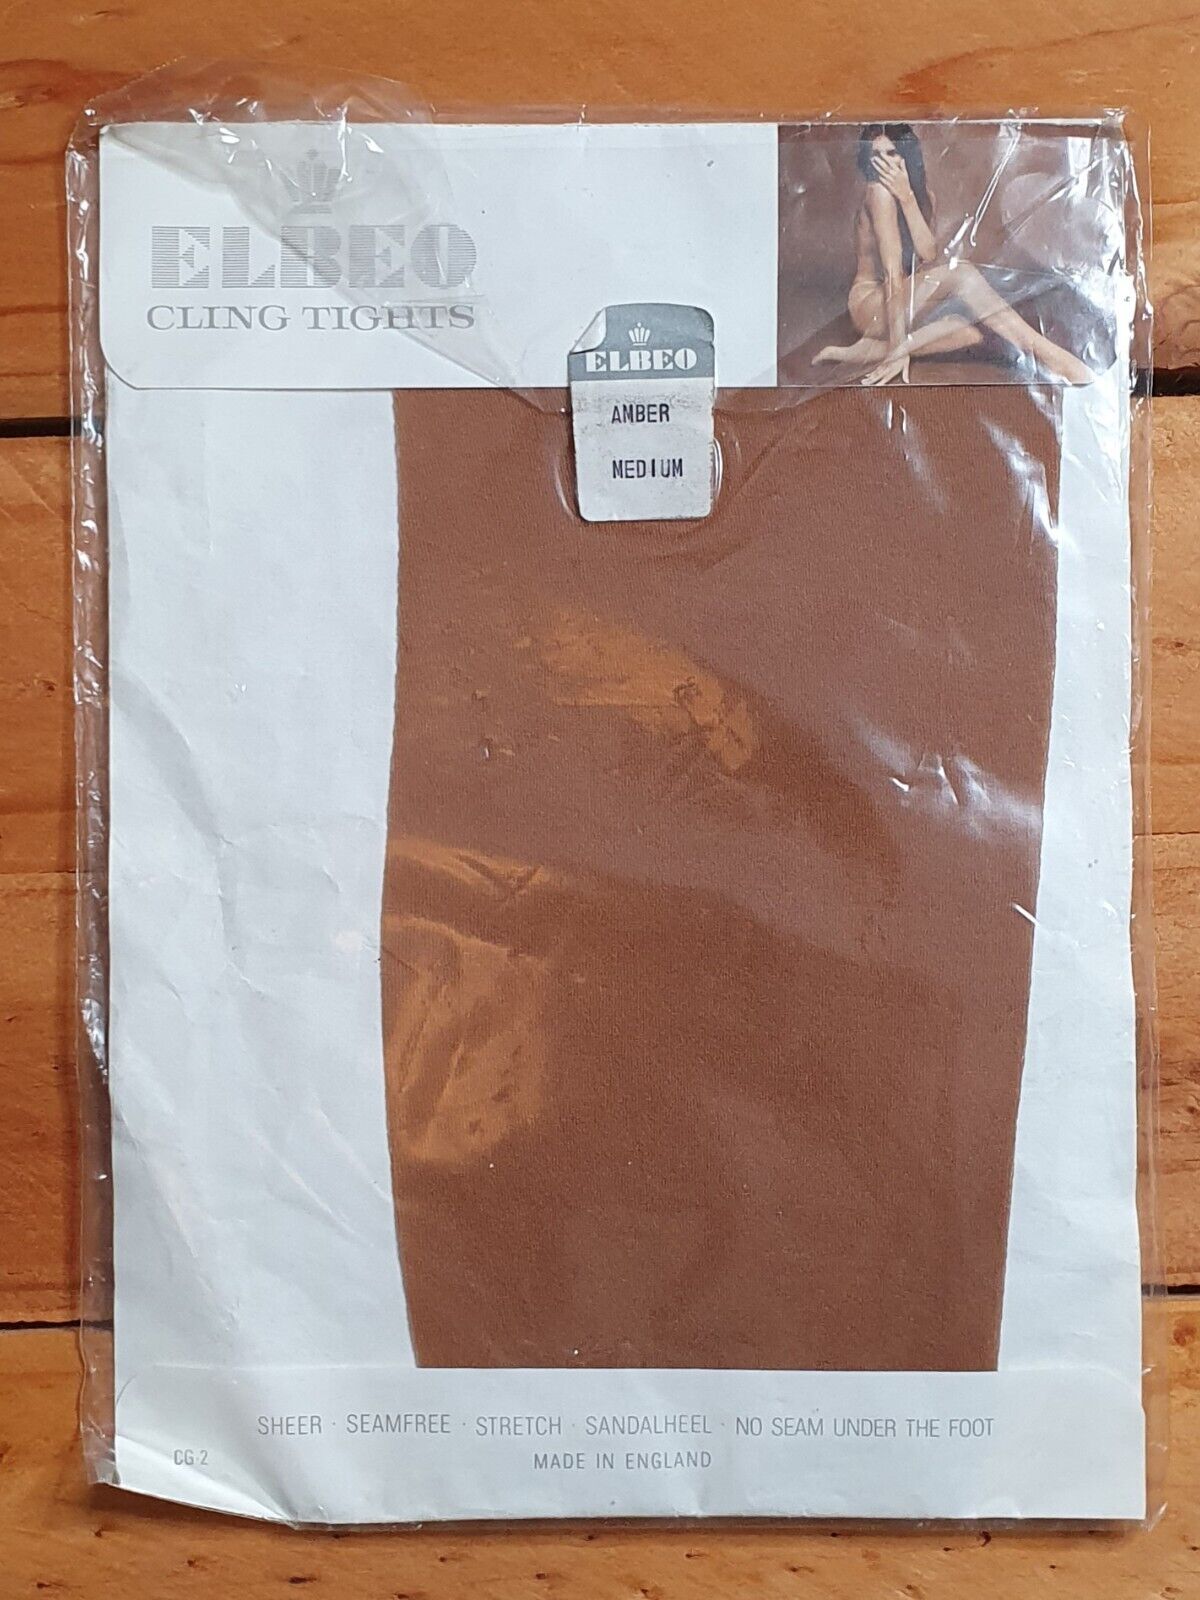 ELBEO
CLING TIGHTS
ELBEO
AMBER
MEDIUM
SHEER · SEAMFREE · STRETCH · SANDALHEEL · NO SEAM UNDER THE FOOT
CG·2
MADE IN ENGLAND